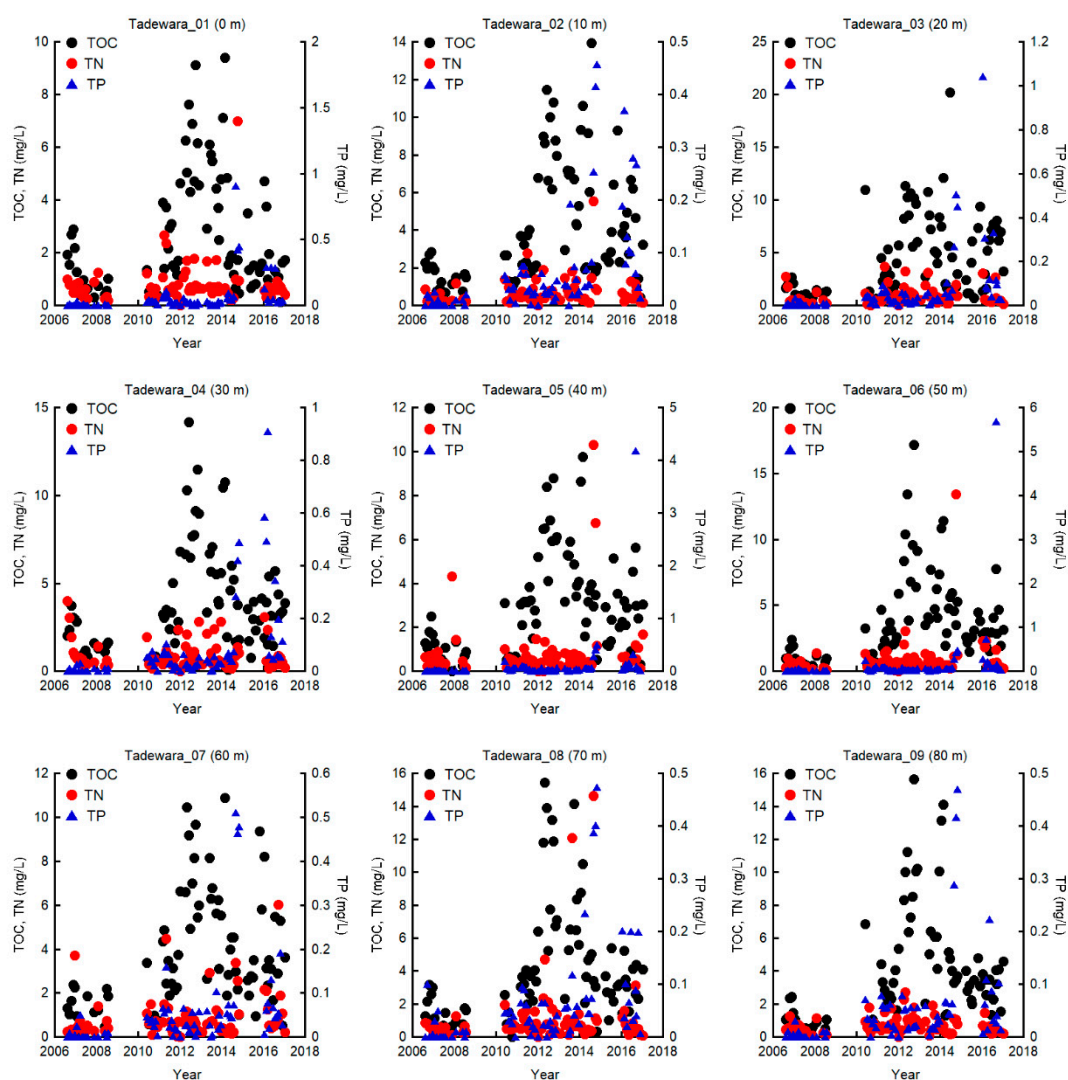 Tadewara_01 (0 m) Tadewara_02 (10 m) Tadewara_03 (20 m)
10 2 14 0.5 25 1.2
TOC TOC TOC
TN TN TN
TP TP TP
TOC, TN (mg/L) TP (mg/L) TOC, TN (mg/L) TP (mg/L) TOC, TN (mg/L) TP (mg/L)
12 1
8 1.5 0.4 20
10 0.8
6 0.3 15
1 8 0.6
4 6 0.2 10
0.4
0.5 4
2 0.1 5
2 0.2
0 0 0 0 0 0
2006 2008 2010 2012 2014 2016 2018 2006 2008 2010 2012 2014 2016 2018 2006 2008 2010 2012 2014 2016 2018
Year Year Year
Tadewara_04 (30 m) Tadewara_05 (40 m) Tadewara_06 (50 m)
15 1 12 5 20 6
TOC TOC TOC
TN TN TN
TP TP TP
TOC, TN (mg/L) TP (mg/L) TOC, TN (mg/L) TP (mg/L) TOC, TN (mg/L) TP (mg/L)
0.9 10 4 5
0.8 15
10 0.7 8 4
0.6 3
0.5 6 10 3
0.4 2
5 0.3 4 2
0.2 1 5
0.1 2 1
0 0 0 0 0 0
2006 2008 2010 2012 2014 2016 2018 2006 2008 2010 2012 2014 2016 2018 2006 2008 2010 2012 2014 2016 2018
Year Year Year
Tadewara_07 (60 m) Tadewara_08 (70 m) Tadewara_09 (80 m)
12 0.6 16 0.5 16 0.5
TOC TOC TOC
TN TN TN
TP TP TP
TOC, TN (mg/L) TP (mg/L) TOC, TN (mg/L) TP (mg/L) TOC, TN (mg/L) TP (mg/L)
10 0.5 14 0.4 14 0.4
8 0.4 12 12
10 0.3 10 0.3
6 0.3 8 8
4 0.2 6 0.2 6 0.2
4 4
2 0.1 0.1 0.1
2 2
0 0 0 0 0 0
2006 2008 2010 2012 2014 2016 2018 2006 2008 2010 2012 2014 2016 2018 2006 2008 2010 2012 2014 2016 2018
Year Year Year